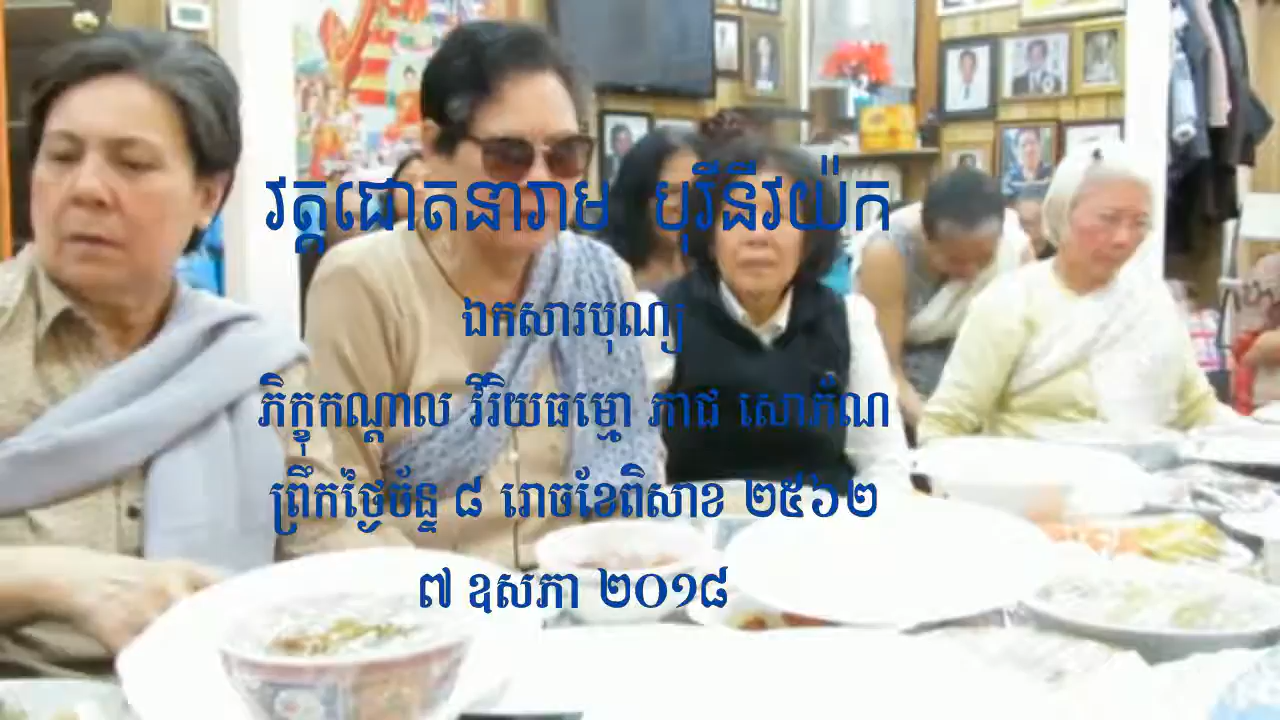 វត្តជោតនារាម បុរីនីវយ៉ក
ឯកសារបុណ្យ
ភិក្ខុកណ្ដាល វីរិយធម្មោ ភាជ សោភ័ណ
ព្រឹកថ្ងៃច័ន្ទ ៨ រោចខែពិសាខ ២៥៦២
៧ ឧសភា ២០១៨